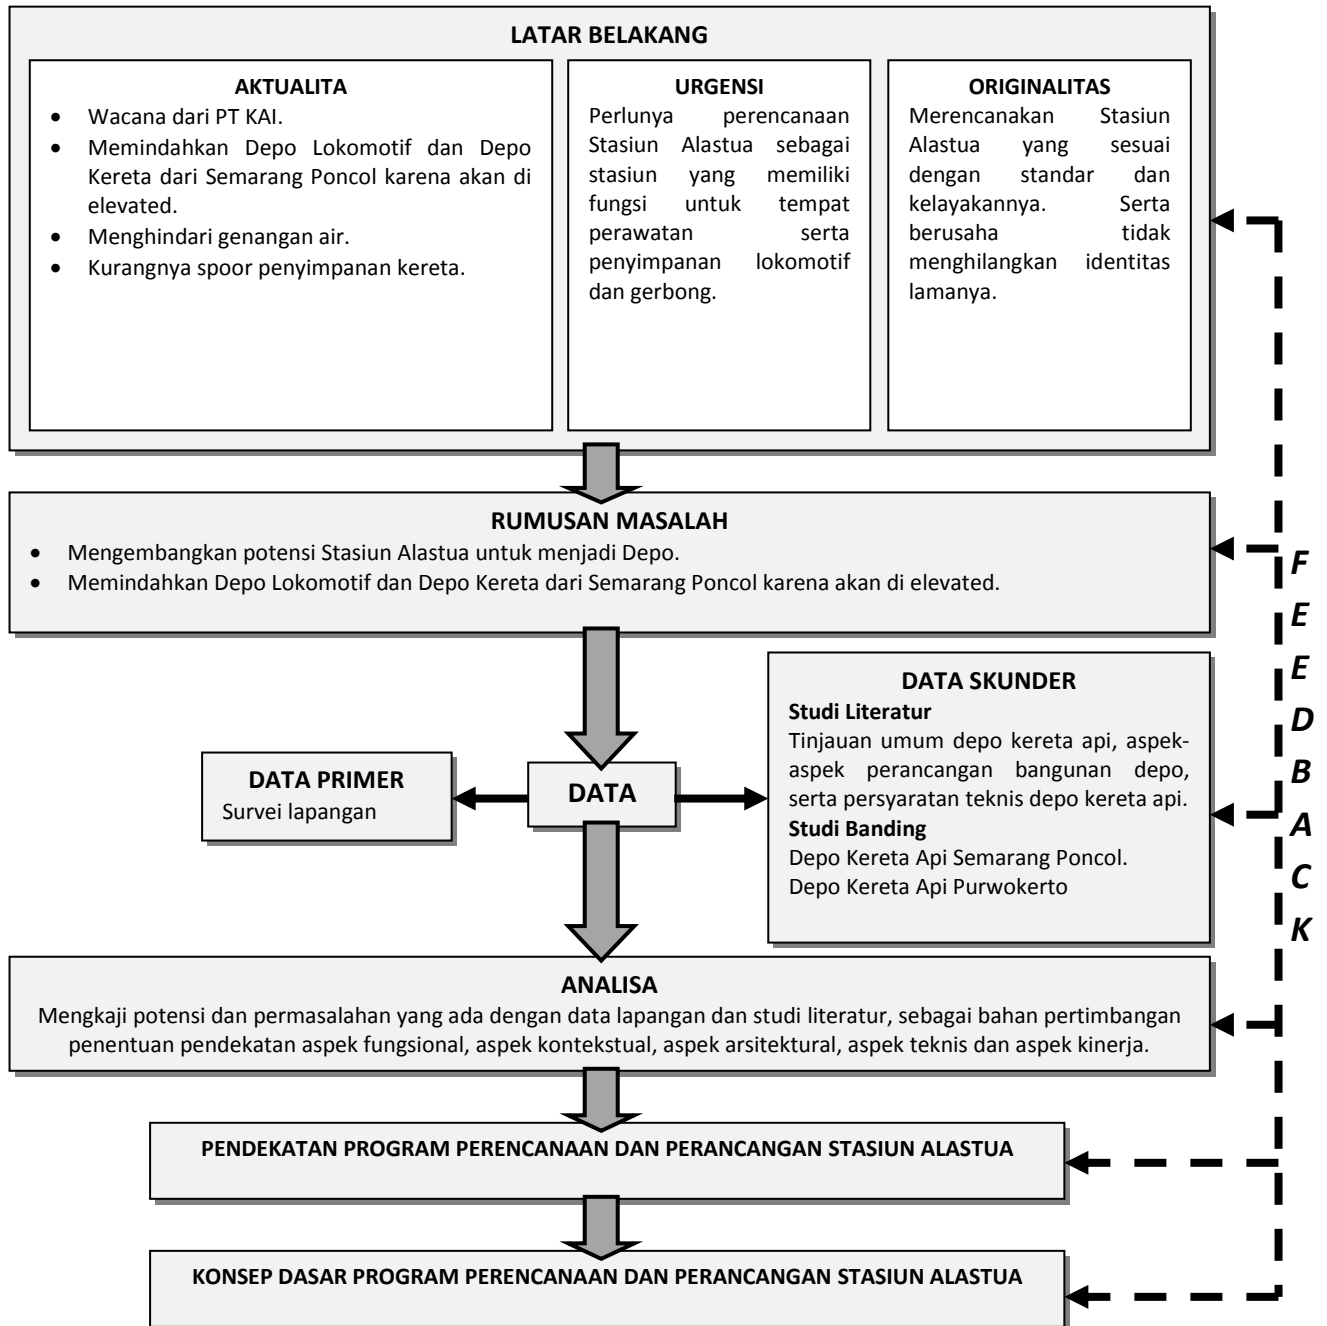 LATAR BELAKANG
AKTUALITA
• Wacana dari PT KAI.
• Memindahkan Depo Lokomotif dan Depo
Kereta dari Semarang Poncol karena akan di
elevated.
• Menghindari genangan air.
• Kurangnya spoor penyimpanan kereta.
URGENSI
Perlunya perencanaan
Stasiun Alastua sebagai
stasiun yang memiliki
fungsi untuk tempat
perawatan serta
penyimpanan lokomotif
dan gerbong.
ORIGINALITAS
Merencanakan Stasiun
Alastua yang sesuai
dengan standar dan
kelayakannya. Serta
berusaha tidak
menghilangkan identitas
lamanya.
RUMUSAN MASALAH
• Mengembangkan potensi Stasiun Alastua untuk menjadi Depo.
• Memindahkan Depo Lokomotif dan Depo Kereta dari Semarang Poncol karena akan di elevated.
DATA PRIMER
Survei lapangan
DATA
DATA SKUNDER
Studi Literatur
Tinjauan umum depo kereta api, aspek-
aspek perancangan bangunan depo,
serta persyaratan teknis depo kereta api.
Studi Banding
Depo Kereta Api Semarang Poncol.
Depo Kereta Api Purwokerto
ANALISA
Mengkaji potensi dan permasalahan yang ada dengan data lapangan dan studi literatur, sebagai bahan pertimbangan
penentuan pendekatan aspek fungsional, aspek kontekstual, aspek arsitektural, aspek teknis dan aspek kinerja.
PENDEKATAN PROGRAM PERENCANAAN DAN PERANCANGAN STASIUN ALASTUA
KONSEP DASAR PROGRAM PERENCANAAN DAN PERANCANGAN STASIUN ALASTUA
F
E
E
D
B
A
C
K